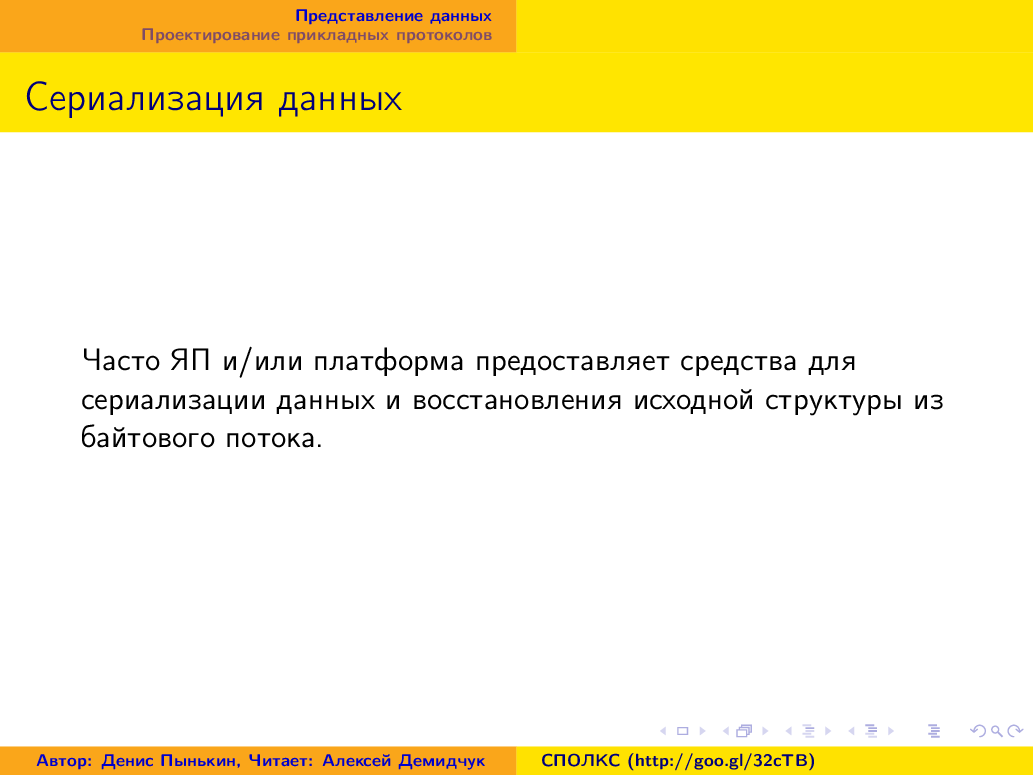 Представление данных
Проектирование прикладных протоколов
Сериализация данных
Часто ЯП и/или платформа предоставляет средства для
сериализации данных и восстановления исходной структуры из
байтового потока.
Автор: Денис Пынькин, Читает: Алексей Демидчук
СПОЛКС (http://goo.gl/32cTB)